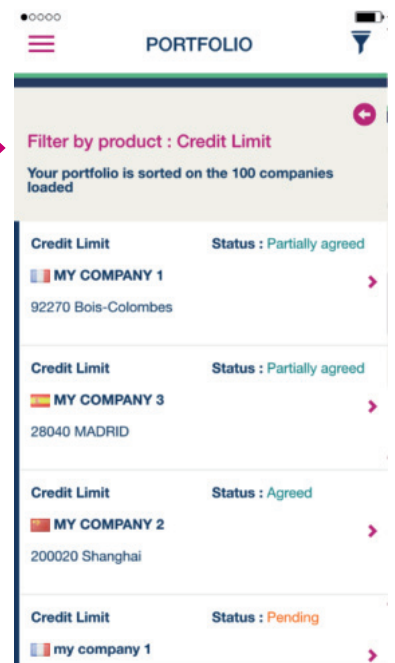 PORTFOLIO
Filter by product : Credit Limit
Your portfolio is sorted on the 100 companies
loaded
Credit Limit Status : Partially agreed
MY COMPANY 1
92270 Bois-Colombes
Credit Limit Status : Partially agreed
MY COMPANY 3
28040 MADRID
Credit Limit Status : Agreed
MY COMPANY 2
200020 Shanghai
Credit Limit Status : Pending
my company 1